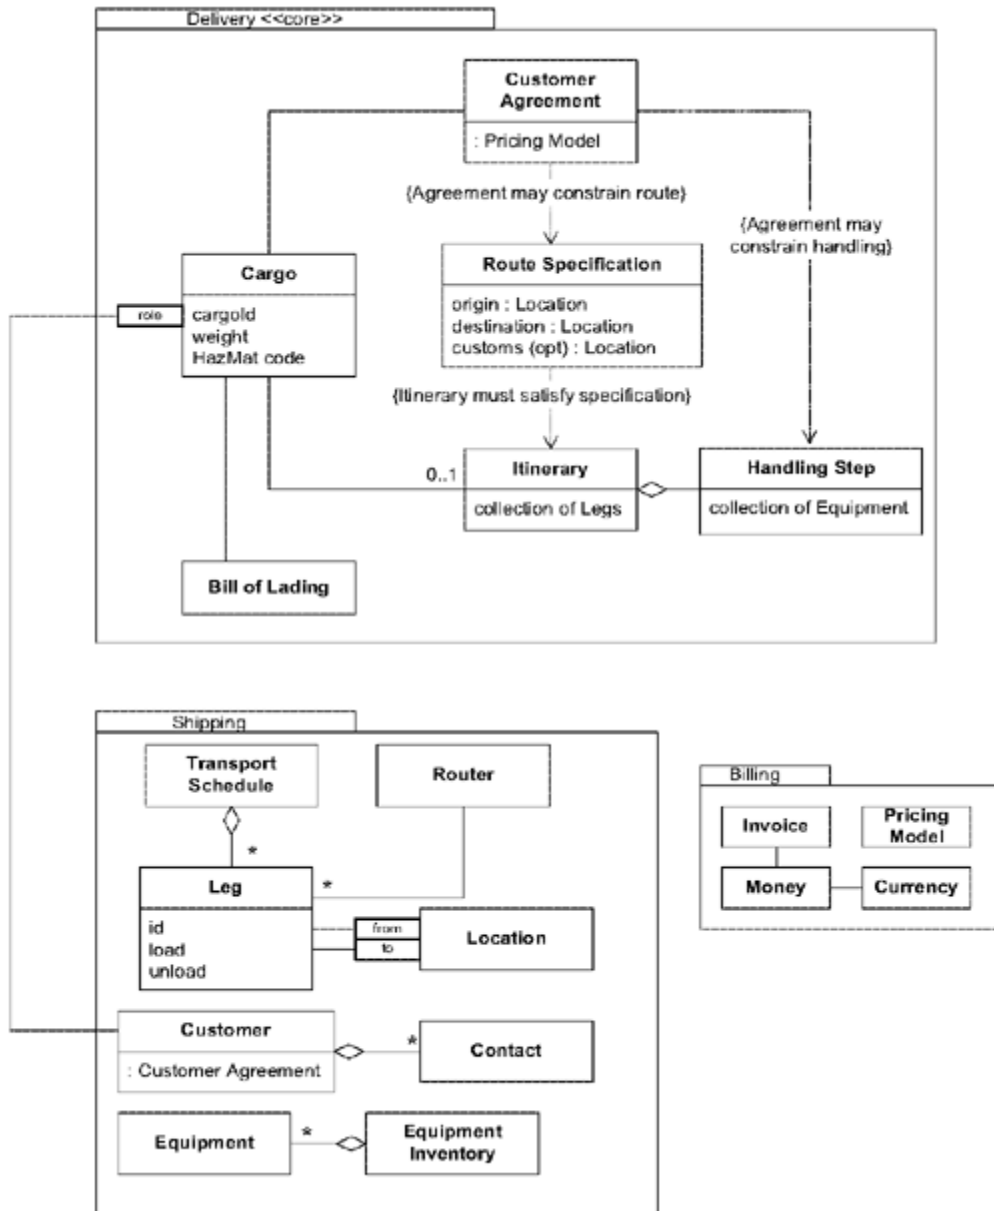 Delivery <<core>>
Customer
Agreement
: Pricing Model
{Agreement may constrain route}
{Agreement may
constrain handling}
Route Specification
origin : Location
destination : Location
customs (opt) : Location
Cargo
role
cargoId
weight
HazMat code
{Itinerary must satisfy specification}
0..1
Itinerary
collection of Legs
Handling Step
collection of Equipment
Bill of Lading
Shipping
Transport
Schedule
Router
*
*
Leg
id
load
unload
from
to
Location
Customer
: Customer Agreement
*
Contact
Equipment
*
Equipment
Inventory
Billing
Invoice
Pricing
Model
Money
Currency